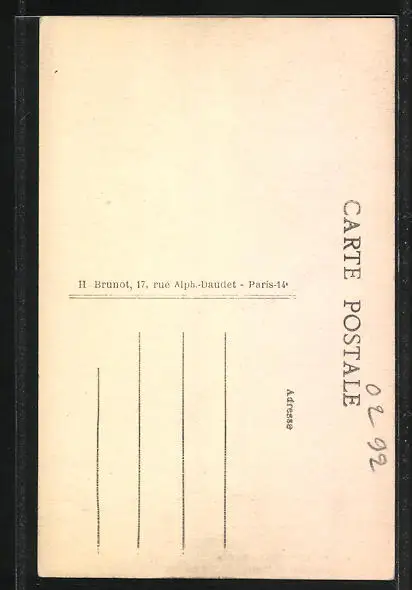 CARTE POSTALE
Adresse
H. Brunot, 17, rue Alph.-Daudet - Paris-14e
02 92